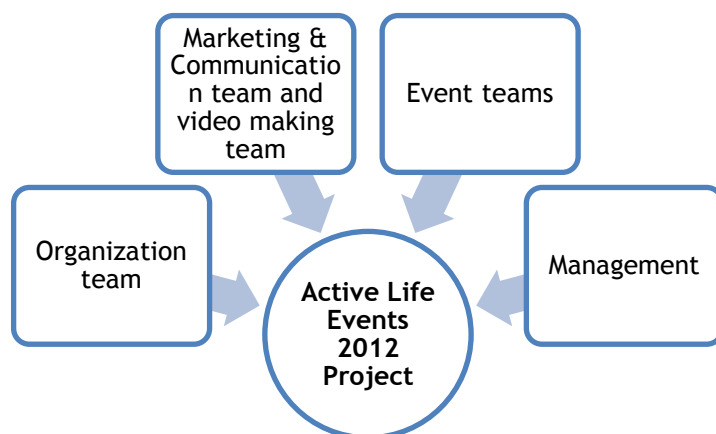 Marketing &
Communicatio
n team and
video making
team
Event teams
Organization
team
Management
Active Life
Events
2012
Project